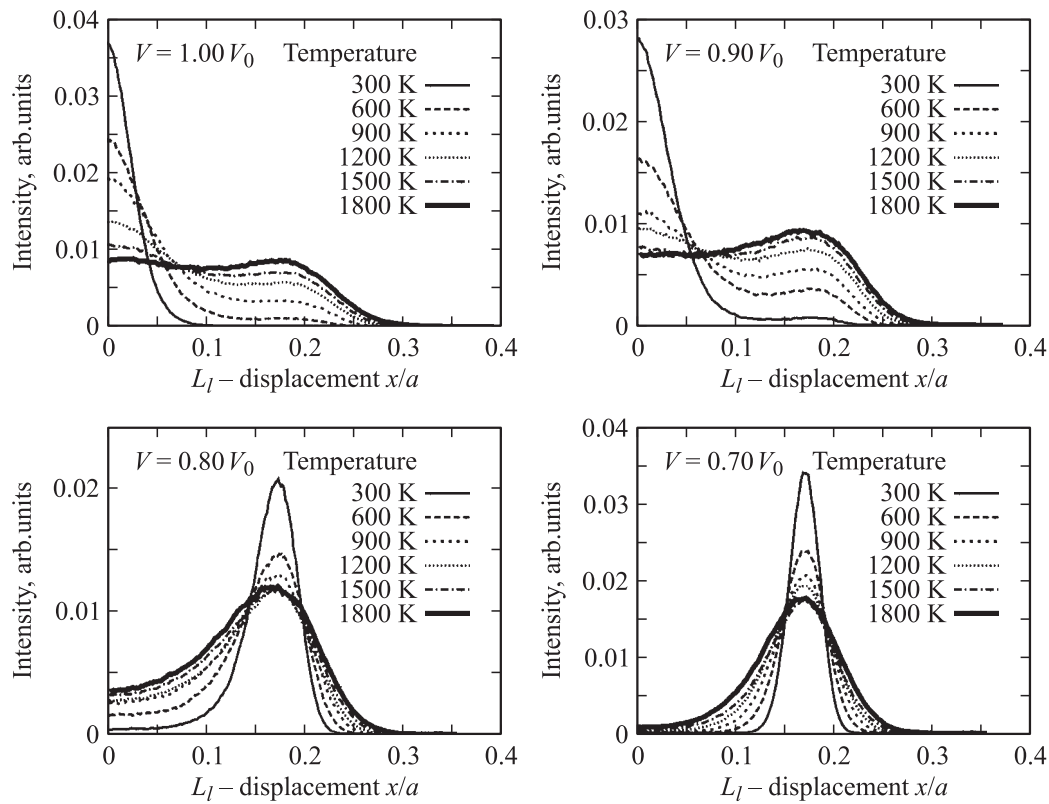 V = 1.00 V0 Temperature
300 K
600 K
900 K
1200 K
1500 K
1800 K
0.04
0.03
0.02
0.01
0
Intensity, arb.units
0 0.1 0.2 0.3 0.4
Ll – displacement x/a
V = 0.90 V0 Temperature
300 K
600 K
900 K
1200 K
1500 K
1800 K
0.03
0.02
0.01
0
Intensity, arb.units
0 0.1 0.2 0.3 0.4
Ll – displacement x/a
V = 0.80 V0 Temperature
300 K
600 K
900 K
1200 K
1500 K
1800 K
0.02
0.01
0
Intensity, arb.units
0 0.1 0.2 0.3 0.4
Ll – displacement x/a
V = 0.70 V0 Temperature
300 K
600 K
900 K
1200 K
1500 K
1800 K
0.04
0.03
0.02
0.01
0
Intensity, arb.units
0 0.1 0.2 0.3 0.4
Ll – displacement x/a